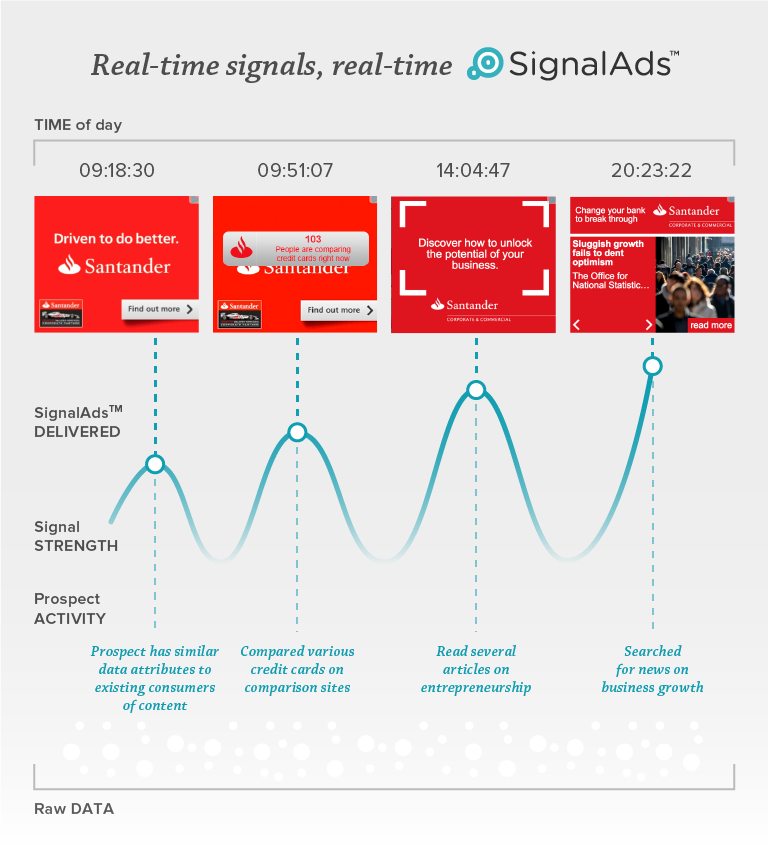 Real-time signals, real-time SignalAds™
TIME of day
09:18:30
09:51:07
14:04:47
20:23:22
Driven to do better.
Santander
Santander
Find out more
103
People are comparing
credit cards right now
Santander
Santander
Find out more
Discover how to unlock
the potential of your
business.
Santander
CORPORATE & COMMERCIAL
Change your bank
to break through
Santander
CORPORATE & COMMERCIAL
Sluggish growth
fails to dent
optimism
The Office for
National Statistic...
read more
SignalAds™
DELIVERED
Signal
STRENGTH
Prospect
ACTIVITY
Prospect has similar
data attributes to
existing consumers
of content
Compared various
credit cards on
comparison sites
Read several
articles on
entrepreneurship
Searched
for news on
business growth
Raw DATA